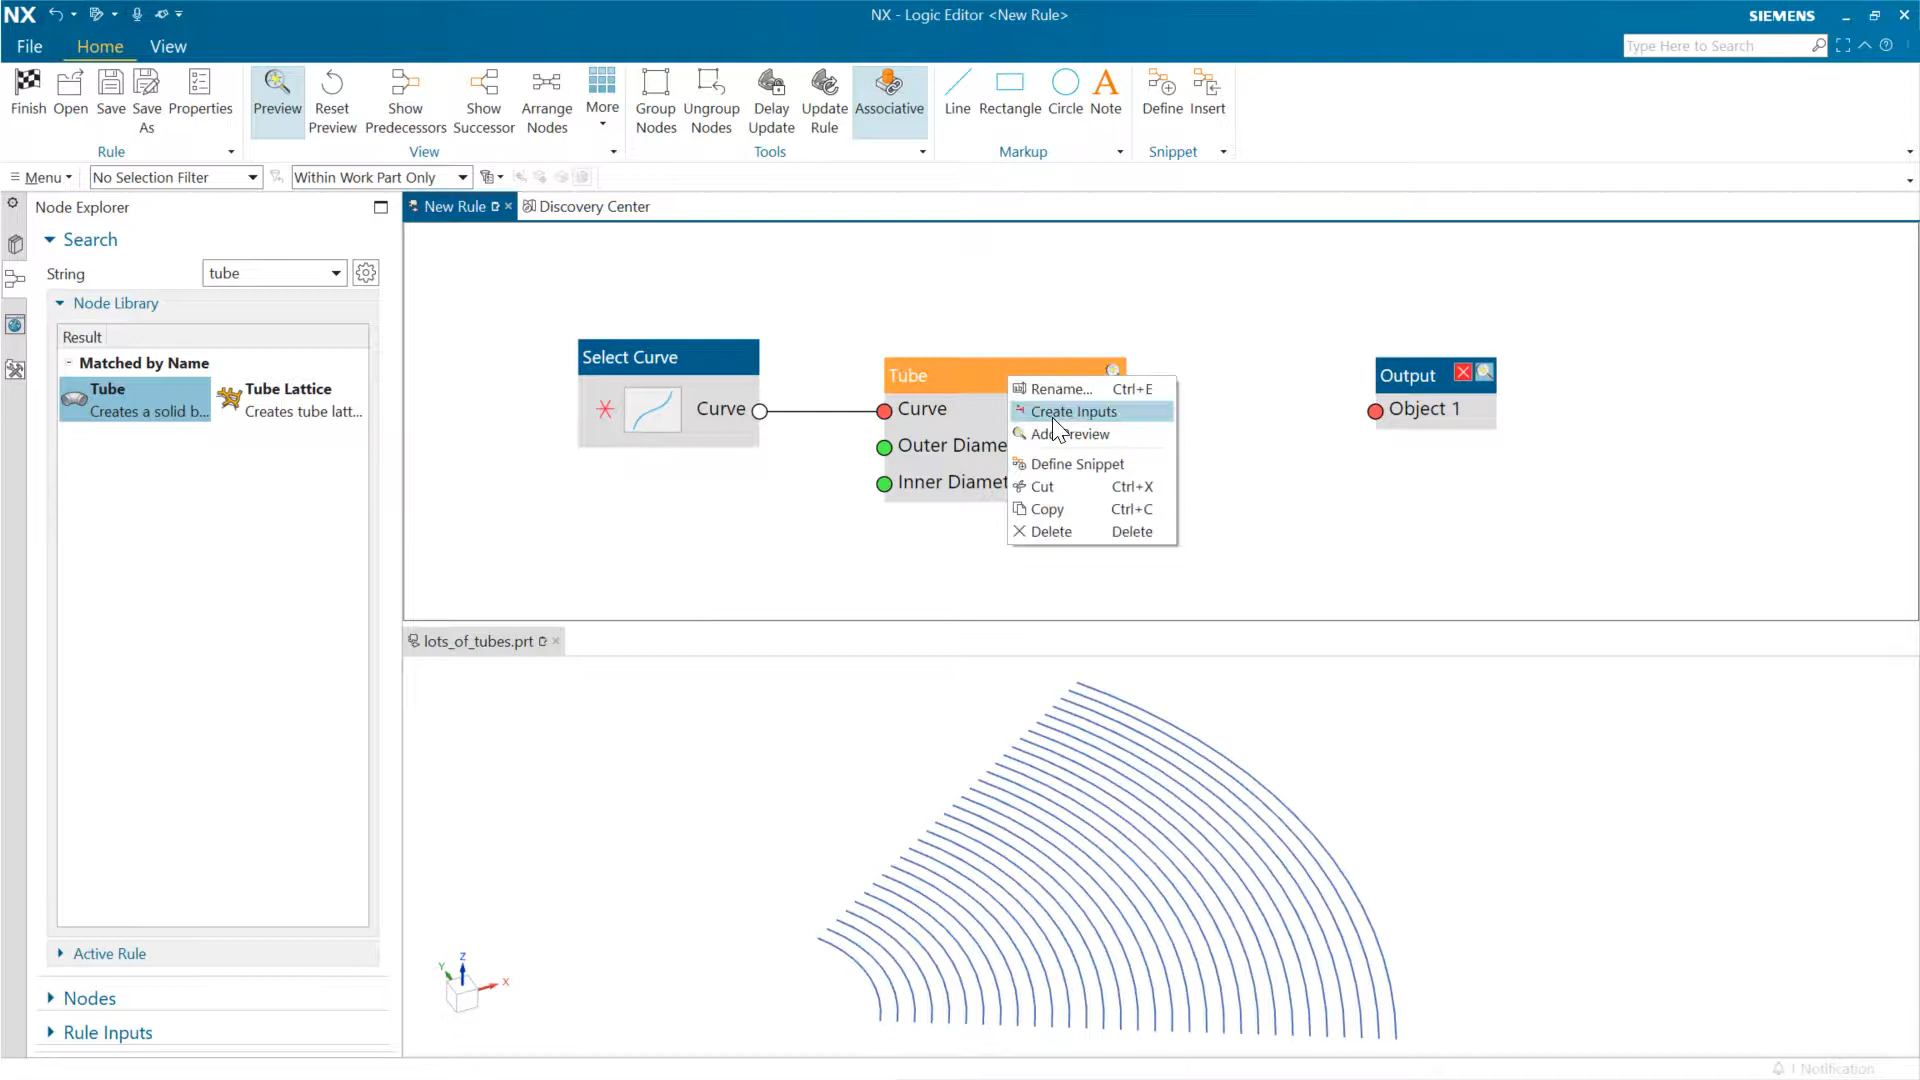 NX
NX - Logic Editor <New Rule>
SIEMENS
File
Home
View
Type Here to Search
Finish
Open
Save
Save As
Properties
Preview
Reset Preview
Show Predecessors
Show Successor
Arrange Nodes
More
Group Nodes
Ungroup Nodes
Delay Update
Update Rule
Associative
Line
Rectangle
Circle
Note
Define
Insert
Rule
View
Tools
Markup
Snippet
Menu
No Selection Filter
Within Work Part Only
Node Explorer
New Rule
Discovery Center
Search
String
tube
Node Library
Result
Matched by Name
Tube
Creates a solid b...
Tube Lattice
Creates tube latt...
Active Rule
Nodes
Rule Inputs
Select Curve
Curve
Tube
Curve
Outer Diame
Inner Diamet
Rename... Ctrl+E
Create Inputs
Add Preview
Define Snippet
Cut Ctrl+X
Copy Ctrl+C
Delete Delete
Output
Object 1
lots_of_tubes.prt
Z
Y
X
1 Notification